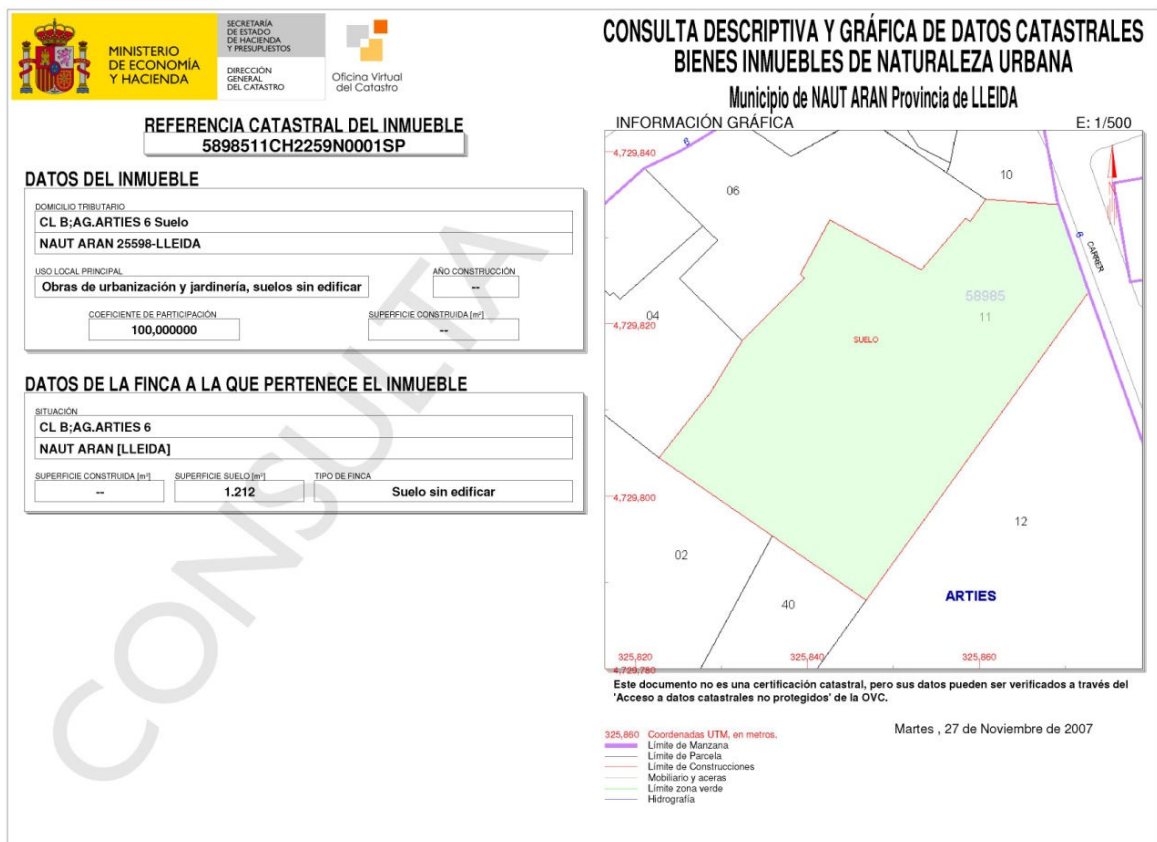 MINISTERIO
DE ECONOMÍA
Y HACIENDA
SECRETARÍA
DE ESTADO
DE HACIENDA
Y PRESUPUESTOS
DIRECCIÓN
GENERAL
DEL CATASTRO
Oficina Virtual
del Catastro
REFERENCIA CATASTRAL DEL INMUEBLE
5898511CH2259N0001SP
DATOS DEL INMUEBLE
DOMICILIO TRIBUTARIO
CL B;AG.ARTIES 6 Suelo
NAUT ARAN 25598-LLEIDA
USO LOCAL PRINCIPAL
AÑO CONSTRUCCIÓN
Obras de urbanización y jardinería, suelos sin edificar
--
COEFICIENTE DE PARTICIPACIÓN
SUPERFICIE CONSTRUIDA [m²]
100,000000
--
DATOS DE LA FINCA A LA QUE PERTENECE EL INMUEBLE
SITUACIÓN
CL B;AG.ARTIES 6
NAUT ARAN [LLEIDA]
SUPERFICIE CONSTRUIDA [m²]
SUPERFICIE SUELO [m²]
TIPO DE FINCA
--
1.212
Suelo sin edificar
CONSULTA
CONSULTA DESCRIPTIVA Y GRÁFICA DE DATOS CATASTRALES
BIENES INMUEBLES DE NATURALEZA URBANA
Municipio de NAUT ARAN Provincia de LLEIDA
INFORMACIÓN GRÁFICA
E: 1/500
4,729,840
6
10
06
6
CARRER
58985
11
04
4,729,820
SUELO
4,729,800
12
02
40
ARTIES
325,820
325,840
325,860
4,729,780
Este documento no es una certificación catastral, pero sus datos pueden ser verificados a través del
'Acceso a datos catastrales no protegidos' de la OVC.
Martes , 27 de Noviembre de 2007
325,860 Coordenadas UTM, en metros.
Límite de Manzana
Límite de Parcela
Límite de Construcciones
Mobiliario y aceras
Límite zona verde
Hidrografía